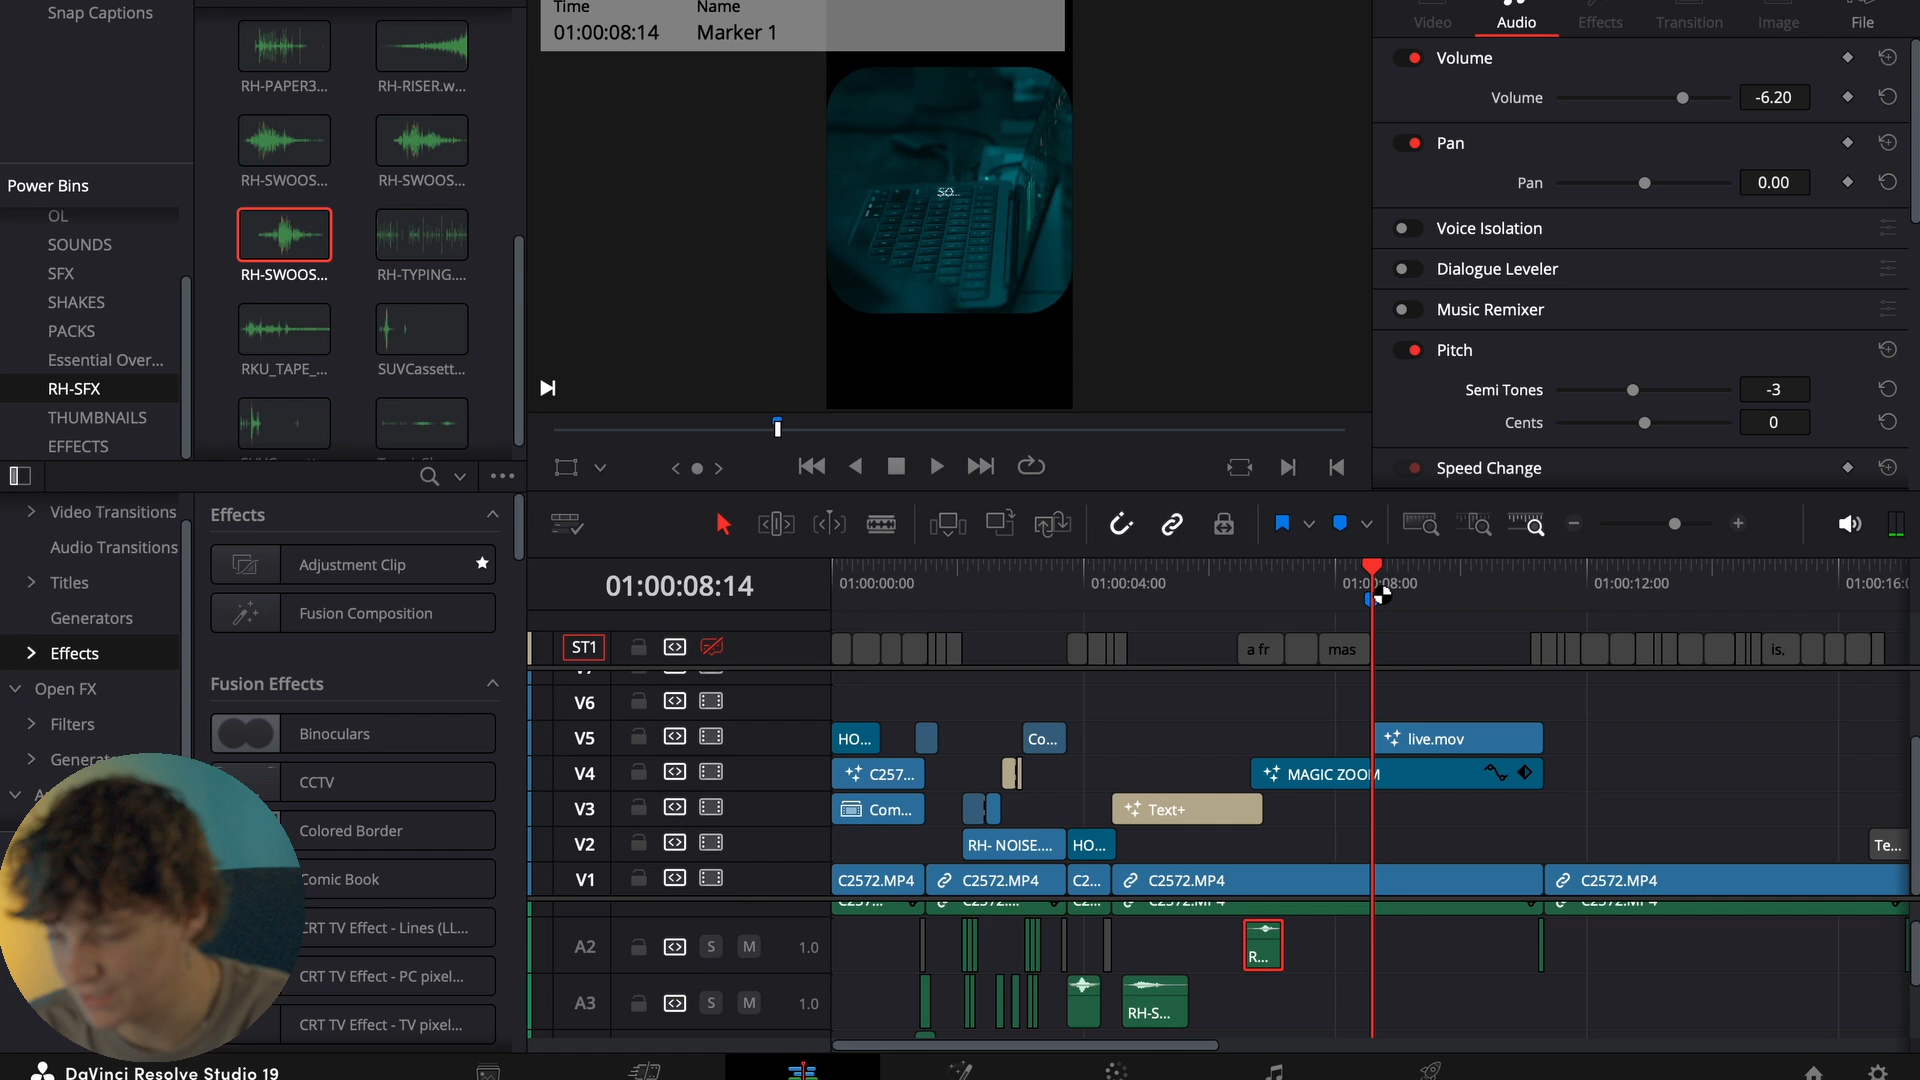 Snap Captions
RH-PAPER3...
RH-RISER.w...
RH-SWOOS...
RH-SWOOS...
Power Bins
OL
SOUNDS
SFX
SHAKES
PACKS
Essential Over...
RH-SFX
THUMBNAILS
EFFECTS
RH-SWOOS...
RH-TYPING....
RKU_TAPE_...
SUVCassett...
Time
Name
01:00:08:14
Marker 1
SO...
Video
Audio
Effects
Transition
Image
File
Volume
Volume
-6.20
Pan
Pan
0.00
Voice Isolation
Dialogue Leveler
Music Remixer
Pitch
Semi Tones
-3
Cents
0
Speed Change
Video Transitions
Audio Transitions
Titles
Generators
Effects
Open FX
Filters
Effects
Adjustment Clip
Fusion Composition
Fusion Effects
Binoculars
CCTV
Colored Border
Comic Book
CRT TV Effect - Lines (LL...
CRT TV Effect - PC pixel...
CRT TV Effect - TV pixel...
01:00:08:14
01:00:00:00
01:00:04:00
01:00:08:00
01:00:12:00
ST1
a fr
mas
is,
V6
V5
HO...
Co...
live.mov
V4
C257...
MAGIC ZOOM
V3
Com...
Text+
V2
RH- NOISE....
HO...
Te...
V1
C2572.MP4
C2572.MP4
C2...
C2572.MP4
C2572.MP4
A2
S
M
1.0
R...
A3
S
M
1.0
RH-S...
DaVinci Resolve Studio 19